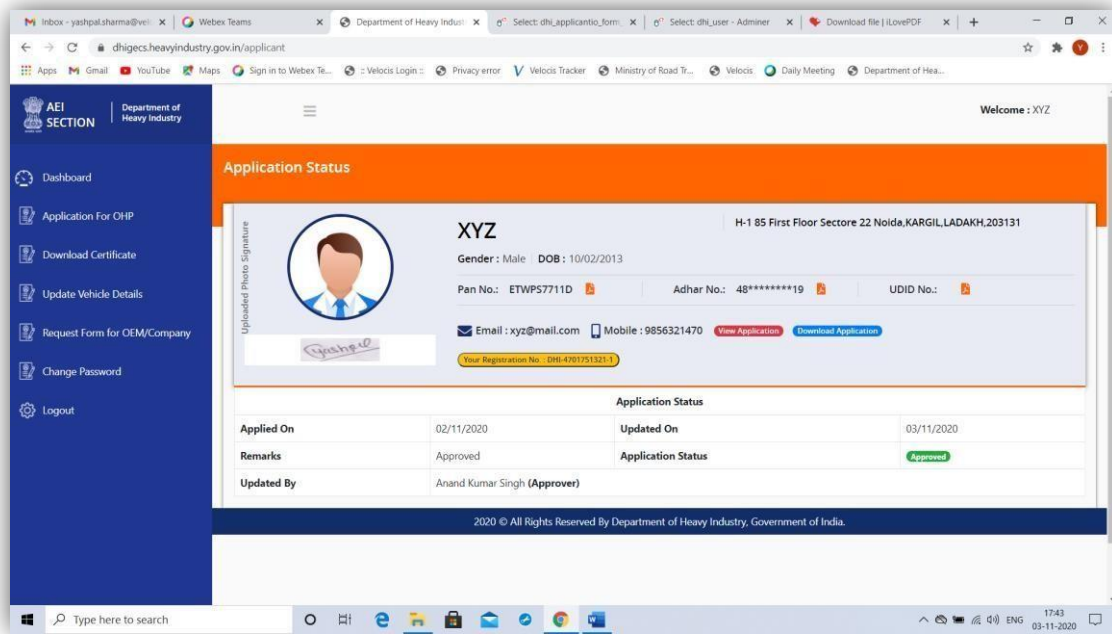 Inbox - yashpal.sharma@vel
Webex Teams
Department of Heavy Indust
Select: dhi_applicantio_form
Select: dhi_user - Adminer
Download file | iLovePDF
dhigecs.heavyindustry.gov.in/applicant
Y
Apps
Gmail
YouTube
Maps
Sign in to Webex Te...
:: Velocis Login ::
Privacy error
Velocis Tracker
Ministry of Road Tr...
Velocis
Daily Meeting
Department of Hea...
AEI SECTION
Department of Heavy Industry
Welcome : XYZ
Dashboard
Application For OHP
Download Certificate
Update Vehicle Details
Request Form for OEM/Company
Change Password
Logout
Application Status
Uploaded Photo Signature
Yashpal
XYZ
H-1 85 First Floor Sectore 22 Noida,KARGIL,LADAKH,203131
Gender : Male DOB : 10/02/2013
Pan No.: ETWPS7711D Adhar No.: 48********19 UDID No.:
Email : xyz@mail.com Mobile : 9856321470 View Application Download Application
Your Registration No. : DHI-4701751321-1
Application Status
Applied On 02/11/2020 Updated On 03/11/2020
Remarks Approved Application Status Approved
Updated By Anand Kumar Singh (Approver)
2020 © All Rights Reserved By Department of Heavy Industry, Government of India.
Type here to search
ENG
17:43
03-11-2020